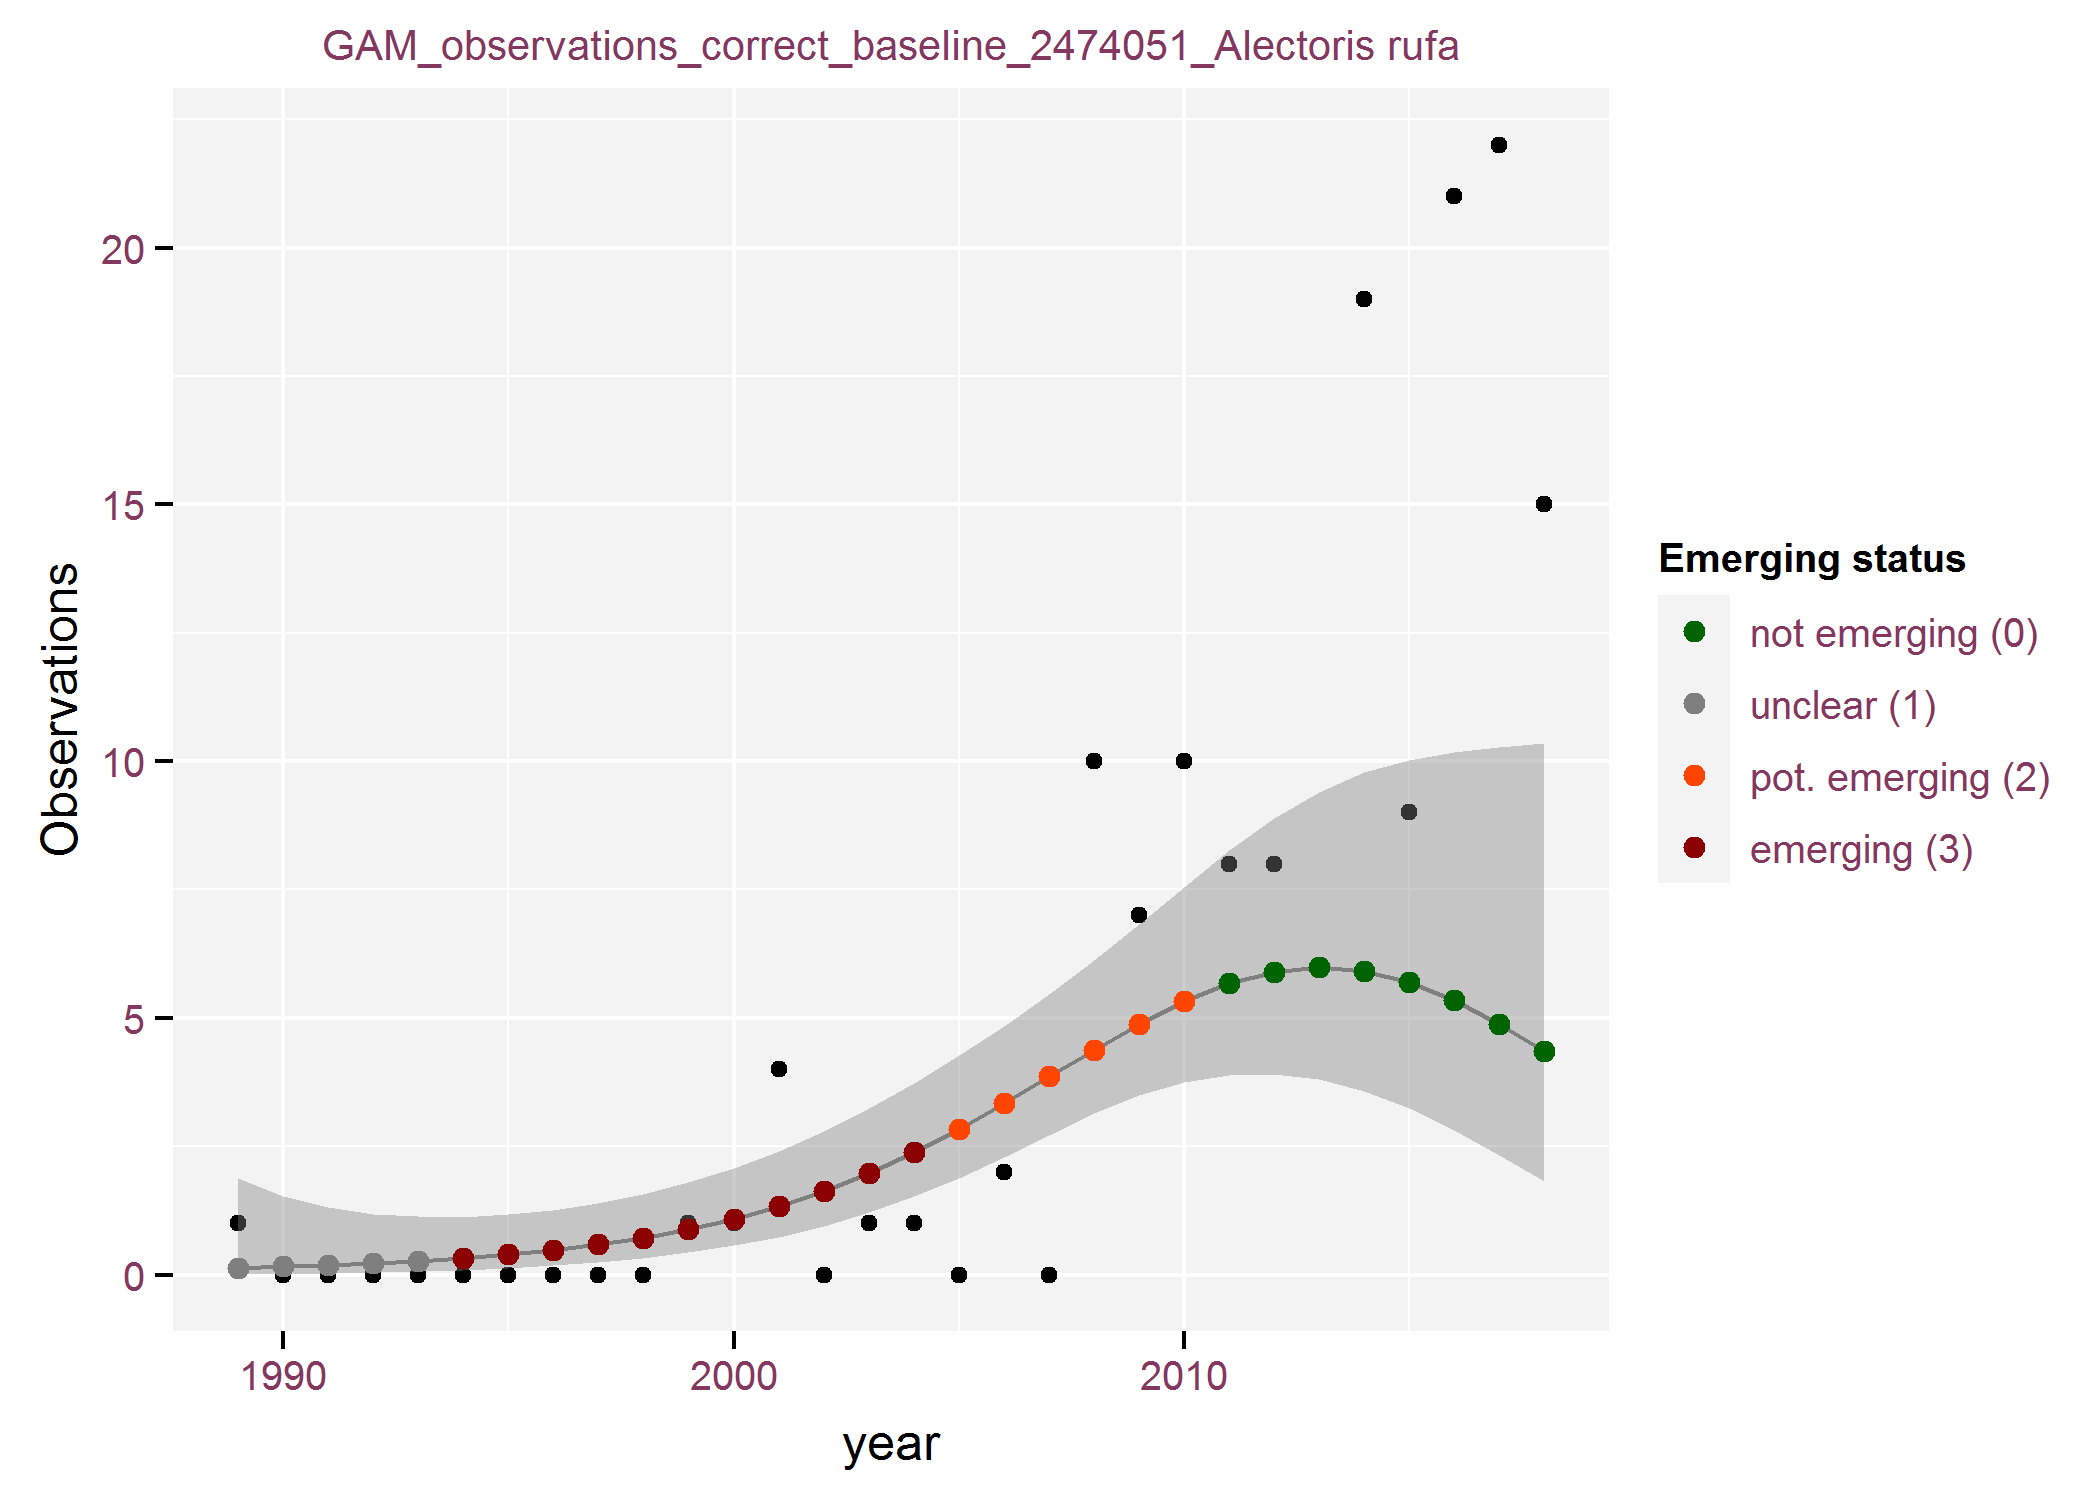 GAM_observations_correct_baseline_2474051_Alectoris rufa
Observations
20
15
10
5
0
1990 2000 2010
year
Emerging status
not emerging (0)
unclear (1)
pot. emerging (2)
emerging (3)